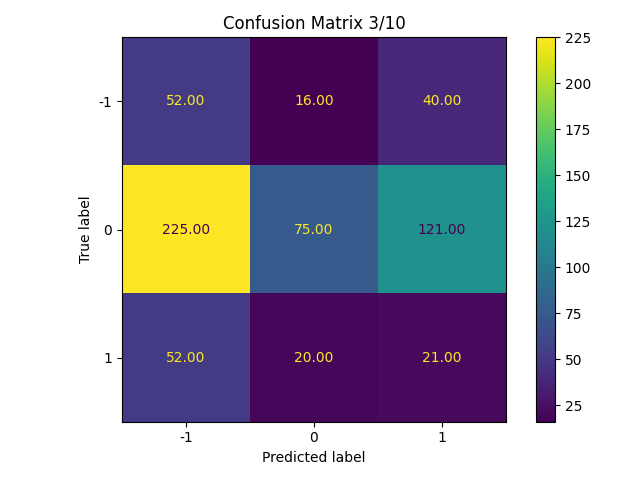 Confusion Matrix 3/10
True label
-1
0
1
52.00 16.00 40.00
225.00 75.00 121.00
52.00 20.00 21.00
-1 0 1
Predicted label
225
200
175
150
125
100
75
50
25